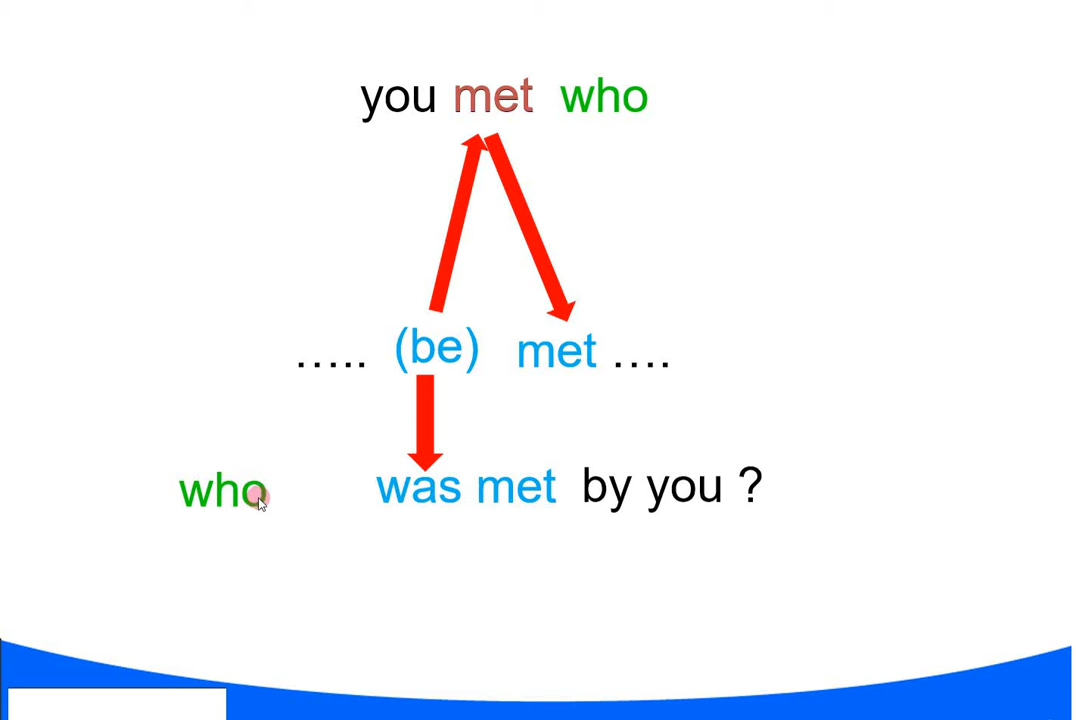 you met who
..... (be) met ....
who was met by you ?